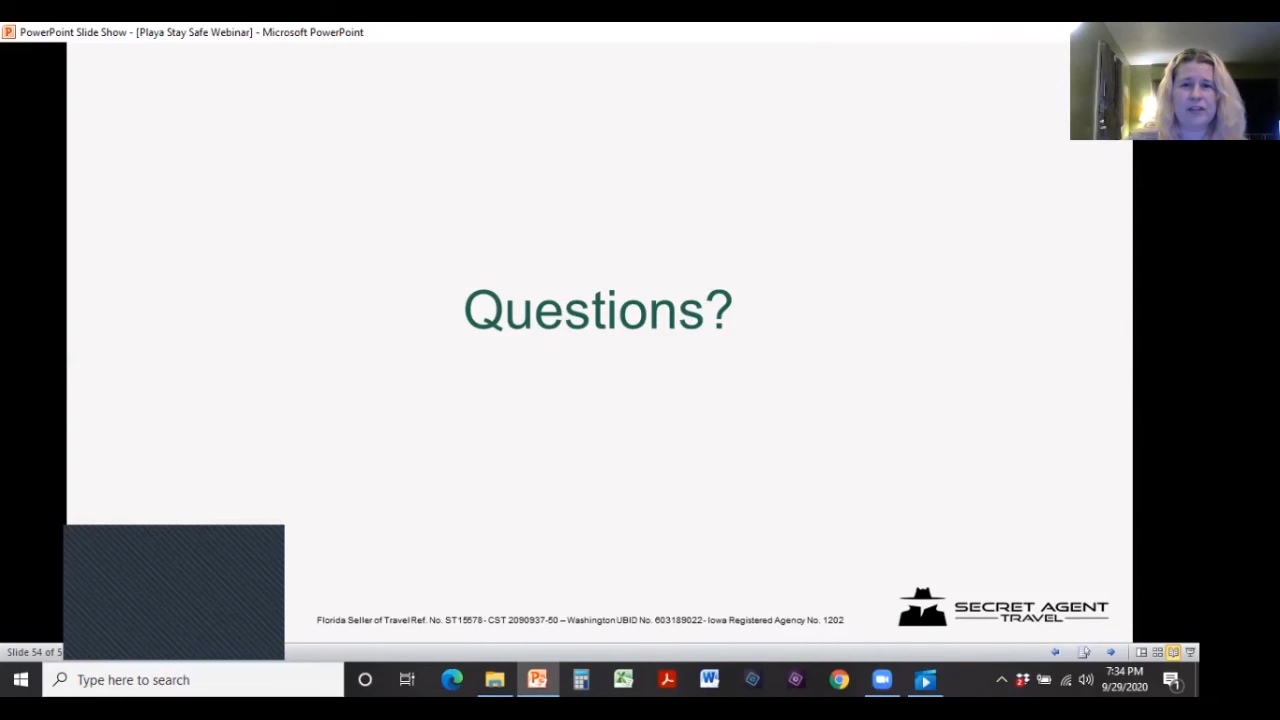 PowerPoint Slide Show - [Playa Stay Safe Webinar] - Microsoft PowerPoint
Questions?
SECRET AGENT
TRAVEL
Florida Seller of Travel Ref. No. ST15578- CST 2090937-50 – Washington UBID No. 603189022- Iowa Registered Agency No. 1202
Slide 54 of 5
Type here to search
7:34 PM
9/29/2020